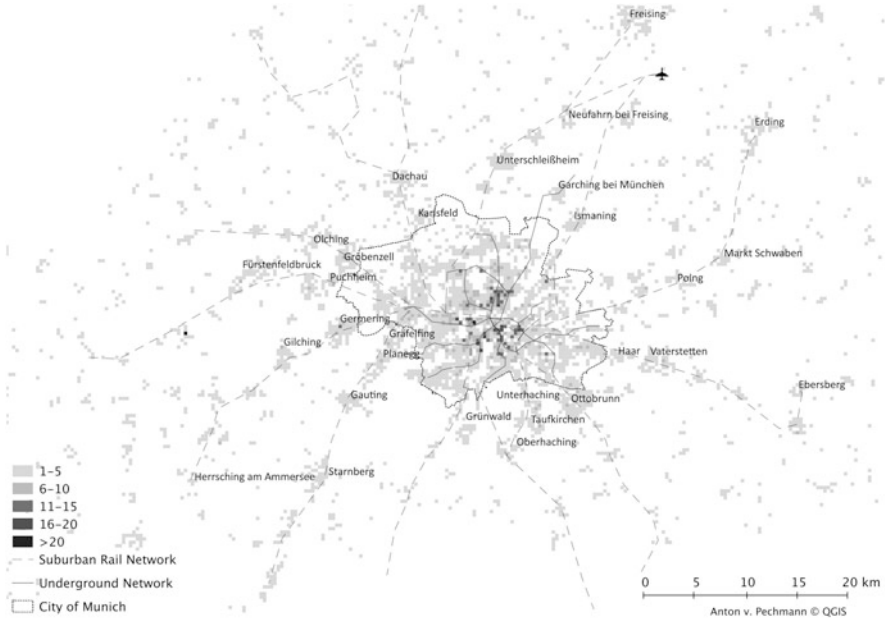 Freising
Neufahrn bei Freising
Erding
Unterschleißheim
Dachau
Garching bei München
Karlsfeld
Ismaning
Olching
Gröbenzell
Markt Schwaben
Fürstenfeldbruck
Puchheim
Poing
Germering
Gräfelfing
Gilching
Planegg
Haar
Vaterstetten
Ebersberg
Gauting
Unterhaching
Ottobrunn
Grünwald
Taufkirchen
Oberhaching
Herrsching am Ammersee
Starnberg
1–5
6–10
11–15
16–20
>20
Suburban Rail Network
Underground Network
City of Munich
0 5 10 15 20 km
Anton v. Pechmann © QGIS